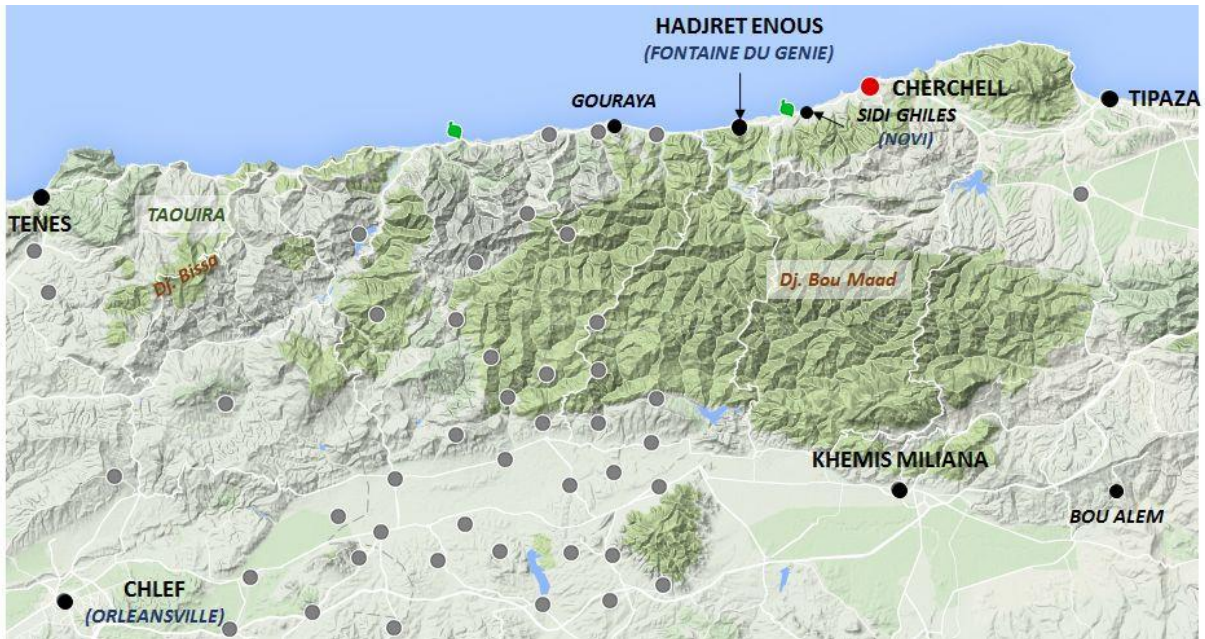 HADJRET ENOUS
(FONTAINE DU GENIE)
GOURAYA
CHERCHELL
TIPAZA
SIDI GHILES
(NOVI)
TENES
TAOUIRA
Dj. Bissa
Dj. Bou Maad
KHEMIS MILIANA
BOU ALEM
CHLEF
(ORLEANSVILLE)